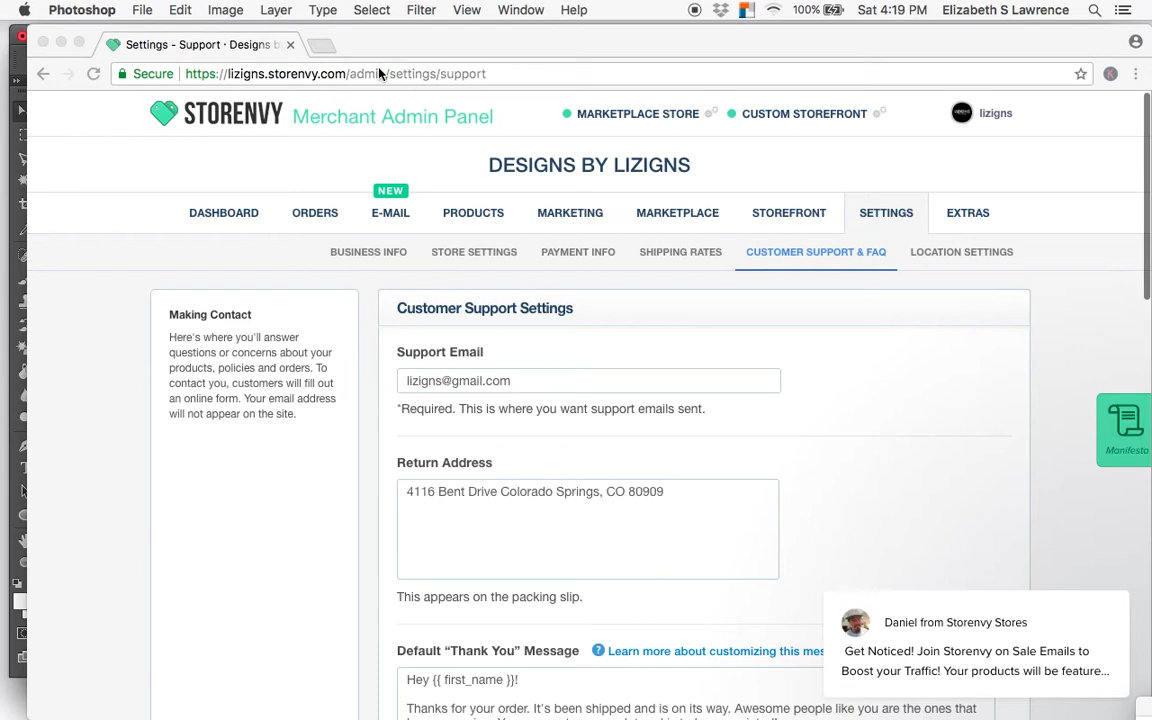 Photoshop File Edit Image Layer Type Select Filter View Window Help 100% Sat 4:19 PM Elizabeth S Lawrence
Settings - Support · Designs b
Secure https://lizigns.storenvy.com/admin/settings/support
STORENVY Merchant Admin Panel MARKETPLACE STORE CUSTOM STOREFRONT lizigns
DESIGNS BY LIZIGNS
NEW
DASHBOARD ORDERS E-MAIL PRODUCTS MARKETING MARKETPLACE STOREFRONT SETTINGS EXTRAS
BUSINESS INFO STORE SETTINGS PAYMENT INFO SHIPPING RATES CUSTOMER SUPPORT & FAQ LOCATION SETTINGS
Making Contact
Here's where you'll answer
questions or concerns about your
products, policies and orders. To
contact you, customers will fill out
an online form. Your email address
will not appear on the site.
Customer Support Settings
Support Email
lizigns@gmail.com
*Required. This is where you want support emails sent.
Return Address
4116 Bent Drive Colorado Springs, CO 80909
This appears on the packing slip.
Default “Thank You” Message ? Learn more about customizing this mes
Hey {{ first_name }}!
Thanks for your order. It's been shipped and is on its way. Awesome people like you are the ones that
Manifesto
Daniel from Storenvy Stores
Get Noticed! Join Storenvy on Sale Emails to
Boost your Traffic! Your products will be feature...